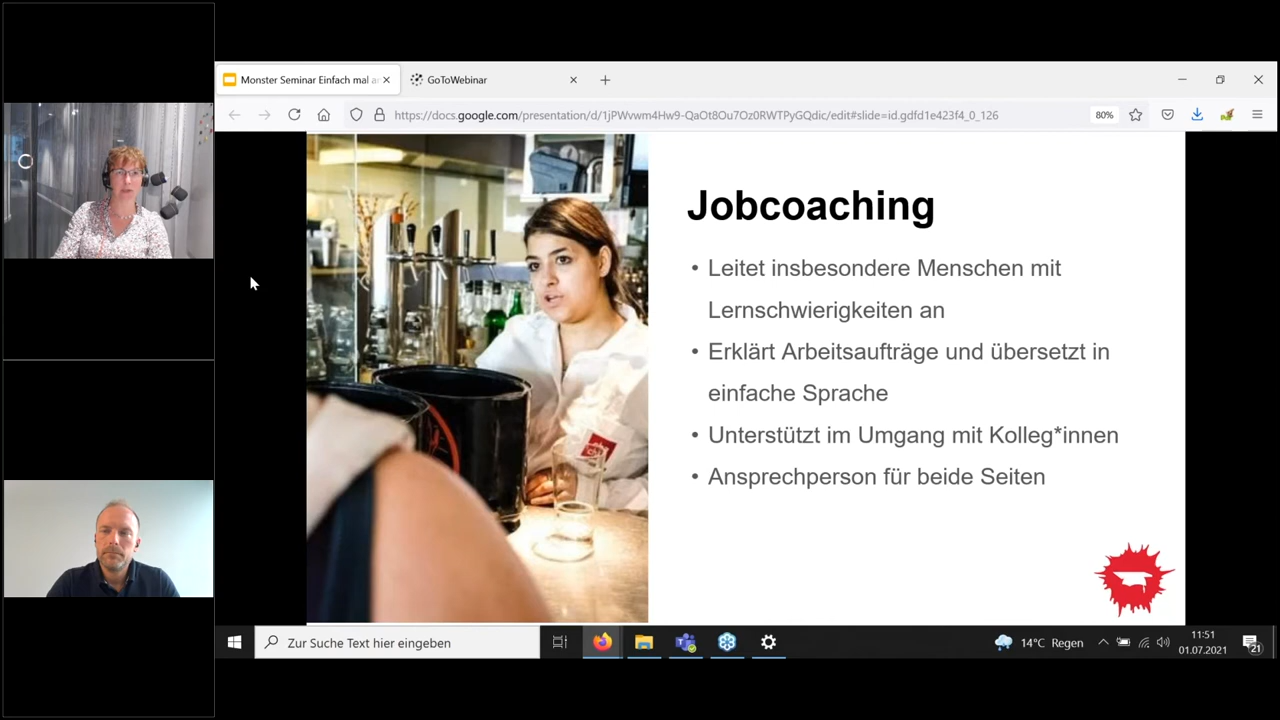 Monster Seminar Einfach mal a
GoToWebinar
https://docs.google.com/presentation/d/1jPWvwm4Hw9-QaOt8Ou7Oz0RWTPyGQdic/edit#slide=id.gdfd1e423f4_0_126
80%
Jobcoaching
• Leitet insbesondere Menschen mit
Lernschwierigkeiten an
• Erklärt Arbeitsaufträge und übersetzt in
einfache Sprache
• Unterstützt im Umgang mit Kolleg*innen
• Ansprechperson für beide Seiten
Zur Suche Text hier eingeben
14°C Regen
11:51
01.07.2021
21